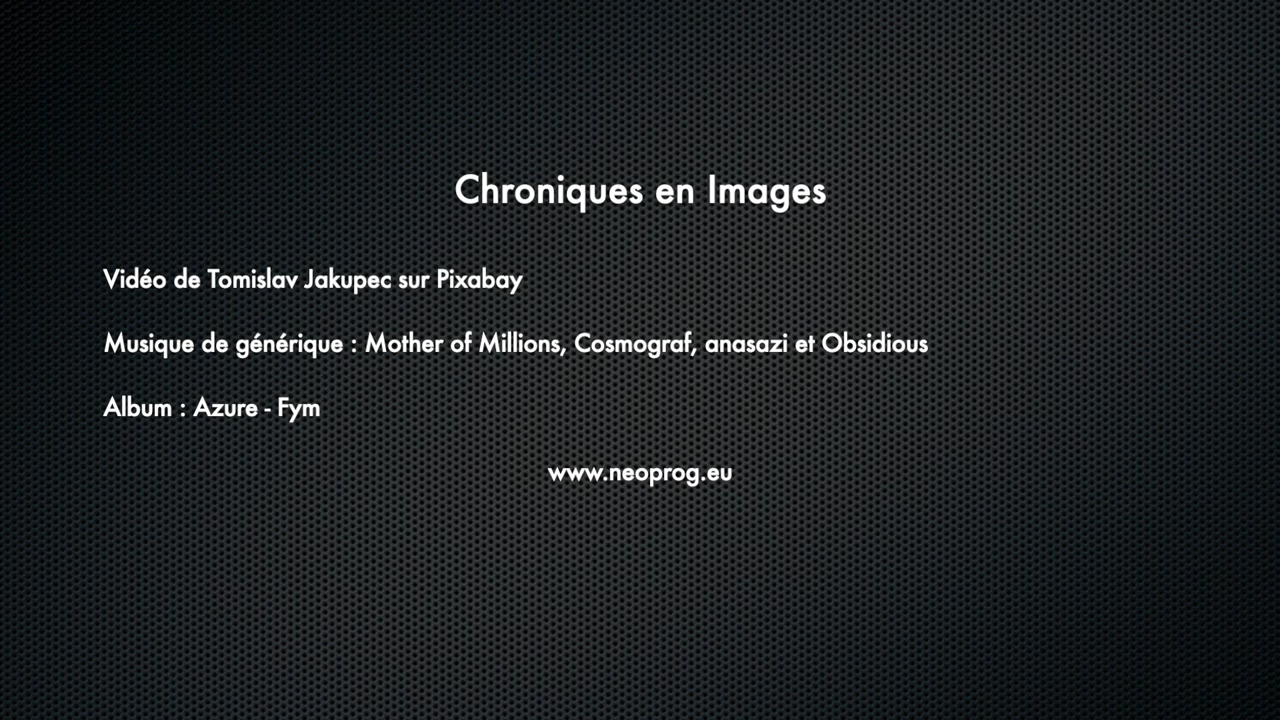 Chroniques en Images
Vidéo de Tomislav Jakupec sur Pixabay
Musique de générique : Mother of Millions, Cosmograf, anasazi et Obsidious
Album : Azure - Fym
www.neoprog.eu